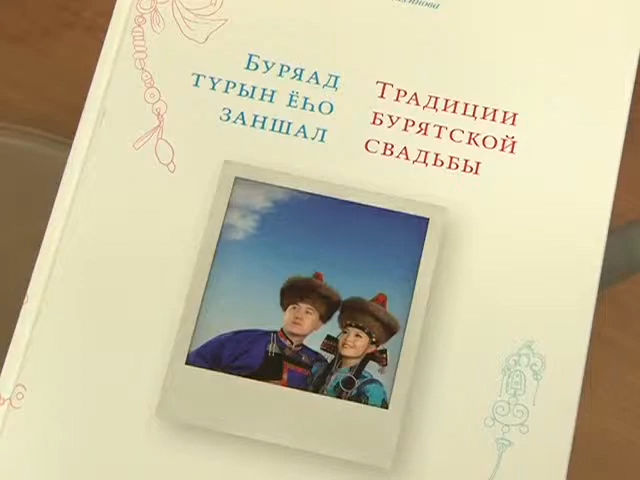 Буряад
түрын ёһо
заншал
Традиции
бурятской
свадьбы